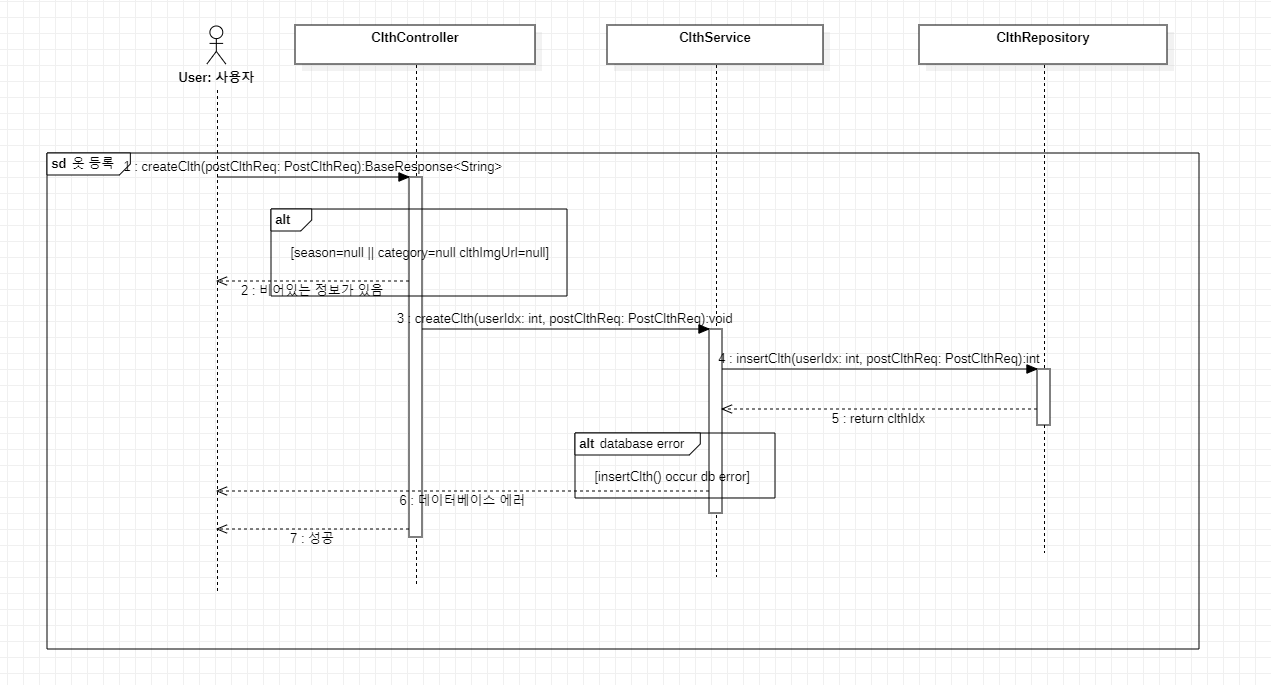 ClthController
ClthService
ClthRepository
User: 사용자
sd 옷 등록
1 : createClth(postClthReq: PostClthReq):BaseResponse<String>
alt
[season=null || category=null clthImgUrl=null]
2 : 비어있는 정보가 있음
3 : createClth(userIdx: int, postClthReq: PostClthReq):void
4 : insertClth(userIdx: int, postClthReq: PostClthReq):int
5 : return clthIdx
alt database error
[insertClth() occur db error]
6 : 데이터베이스 에러
7 : 성공